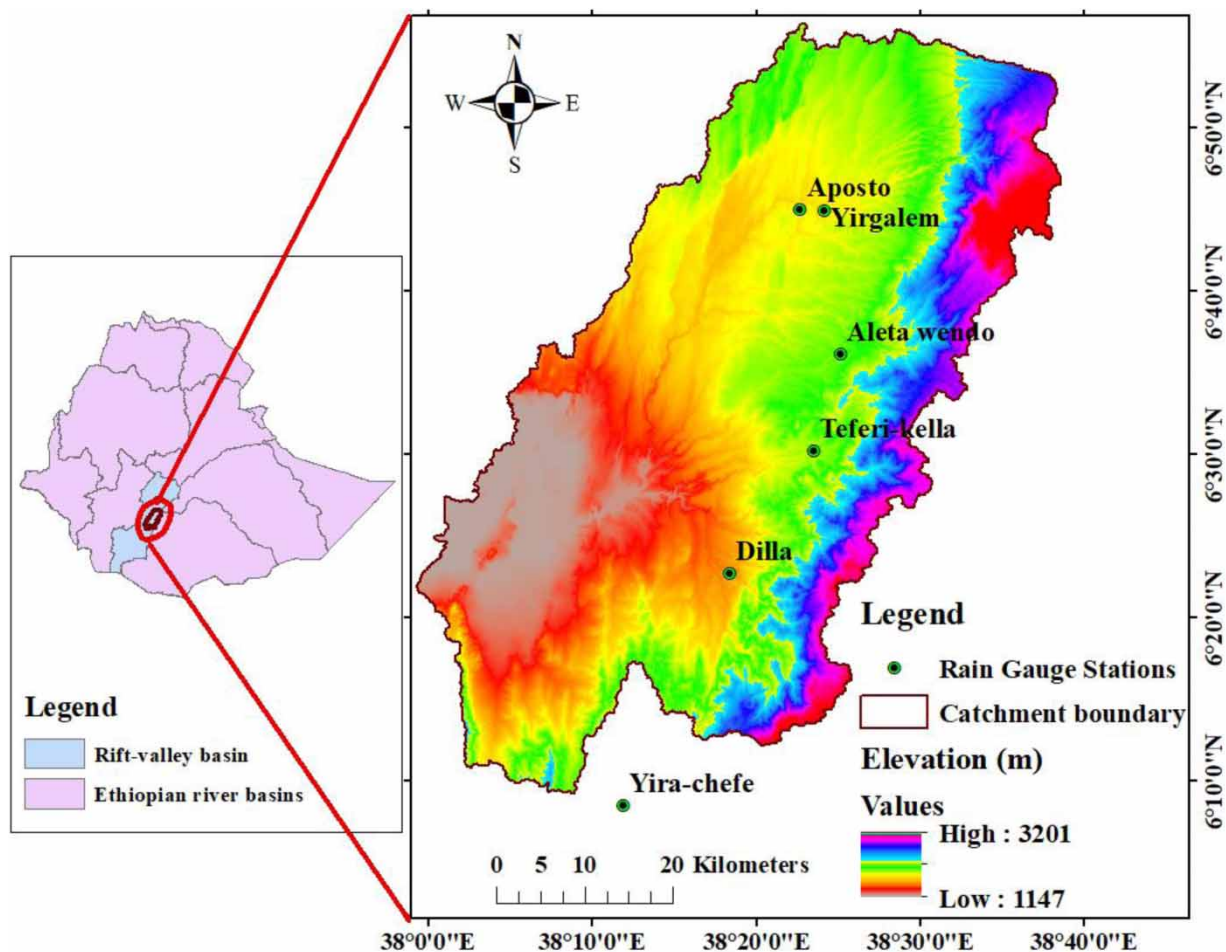 N
W
E
S
Aposto
Yirgalem
Aleta wendo
Teferi-kella
Dilla
Yira-chefe
0 5 10 20 Kilometers
Legend
Rain Gauge Stations
Catchment boundary
Elevation (m)
Values
High : 3201
Low : 1147
Legend
Rift-valley basin
Ethiopian river basins
6°50'0"N
6°40'0"N
6°30'0"N
6°20'0"N
6°10'0"N
38°0'0"E 38°10'0"E 38°20'0"E 38°30'0"E 38°40'0"E